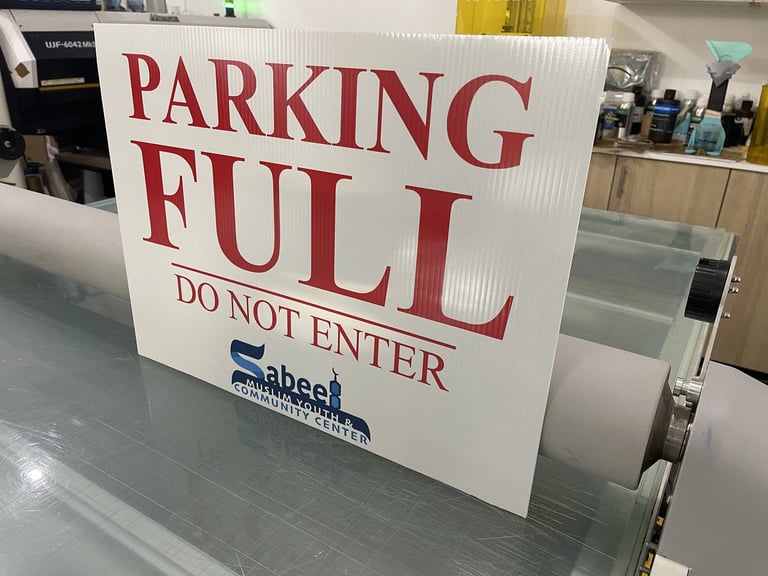 UJF-6042 MkII
PARKING
FULL
DO NOT ENTER
Sabeel
MUSLIM YOUTH &
COMMUNITY CENTER